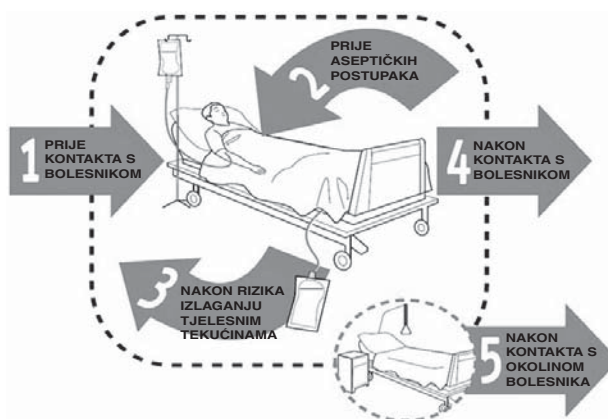 1 PRIJE
KONTAKTA S
BOLESNIKOM
2 PRIJE
ASEPTIČKIH
POSTUPAKA
3 NAKON RIZIKA
IZLAGANJU
TJELESNIM
TEKUĆINAMA
4 NAKON
KONTAKTA S
BOLESNIKOM
5 NAKON
KONTAKTA S
OKOLINOM
BOLESNIKA